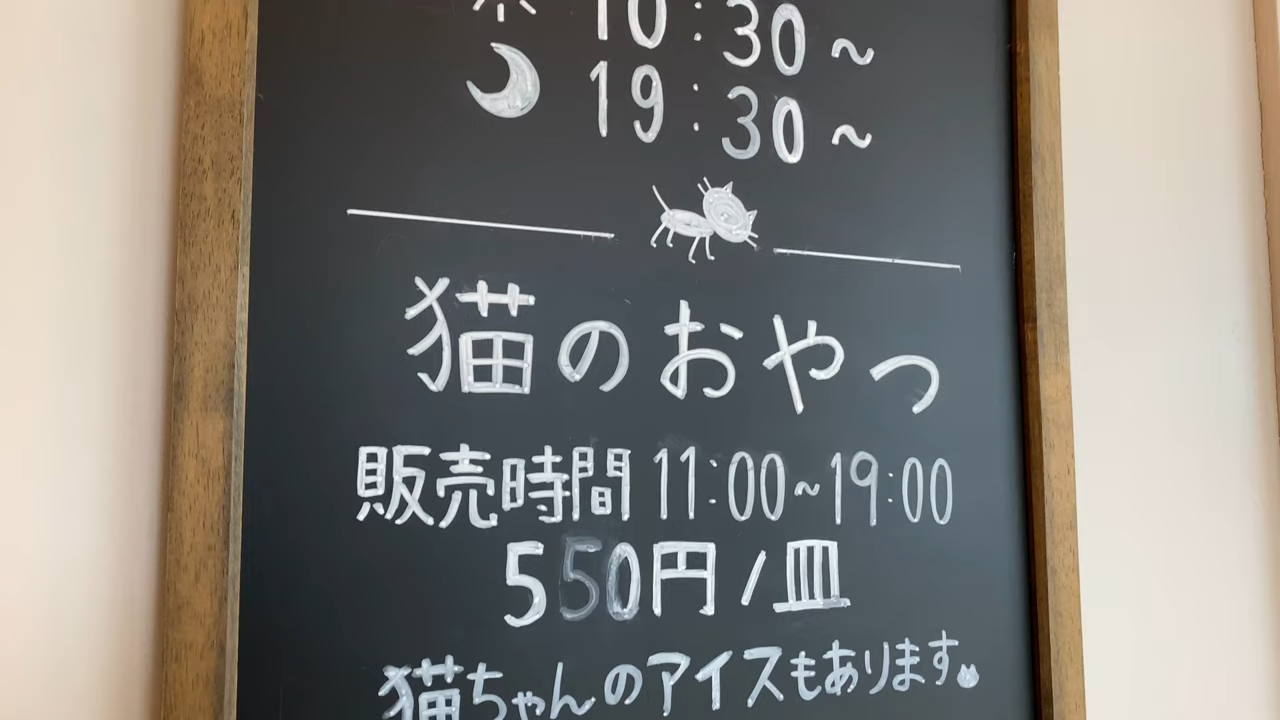 10:30～
19:30～
猫のおやつ
販売時間 11:00～19:00
550円/皿
猫ちゃんのアイスもあります。